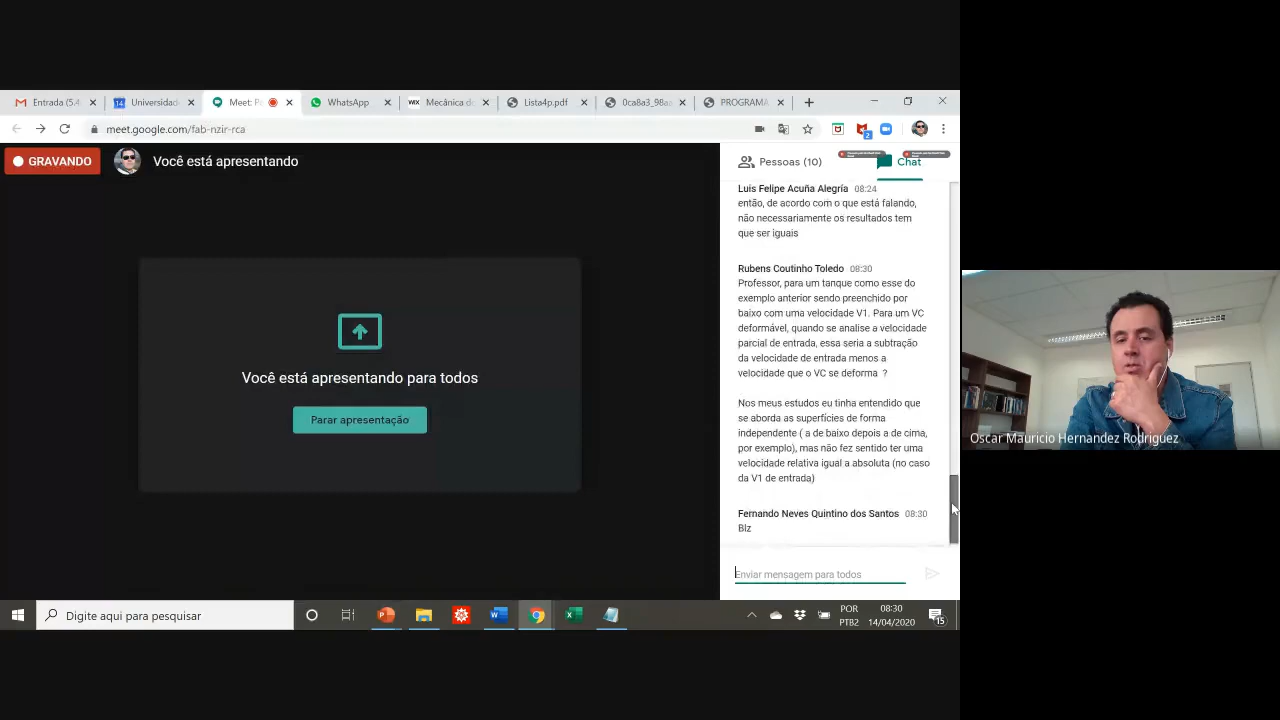 Entrada (5.4
Universidade
Meet: P
WhatsApp
Mecânica do
Lista4p.pdf
0ca8a3_98a
PROGRAMA
meet.google.com/fab-nzir-rca
GRAVANDO
Você está apresentando
Pessoas (10)
Chat
Luis Felipe Acuña Alegría 08:24
então, de acordo com o que está falando,
não necessariamente os resultados tem
que ser iguais
Rubens Coutinho Toledo 08:30
Professor, para um tanque como esse do
exemplo anterior sendo preenchido por
baixo com uma velocidade V1. Para um VC
deformável, quando se analise a velocidade
parcial de entrada, essa seria a subtração
da velocidade de entrada menos a
velocidade que o VC se deforma ?
Nos meus estudos eu tinha entendido que
se aborda as superfícies de forma
independente ( a de baixo depois a de cima,
por exemplo), mas não fez sentido ter uma
velocidade relativa igual a absoluta (no caso
da V1 de entrada)
Fernando Neves Quintino dos Santos 08:30
Blz
Enviar mensagem para todos
Você está apresentando para todos
Parar apresentação
Oscar Mauricio Hernandez Rodriguez
Digite aqui para pesquisar
POR
PTB2
08:30
14/04/2020
15